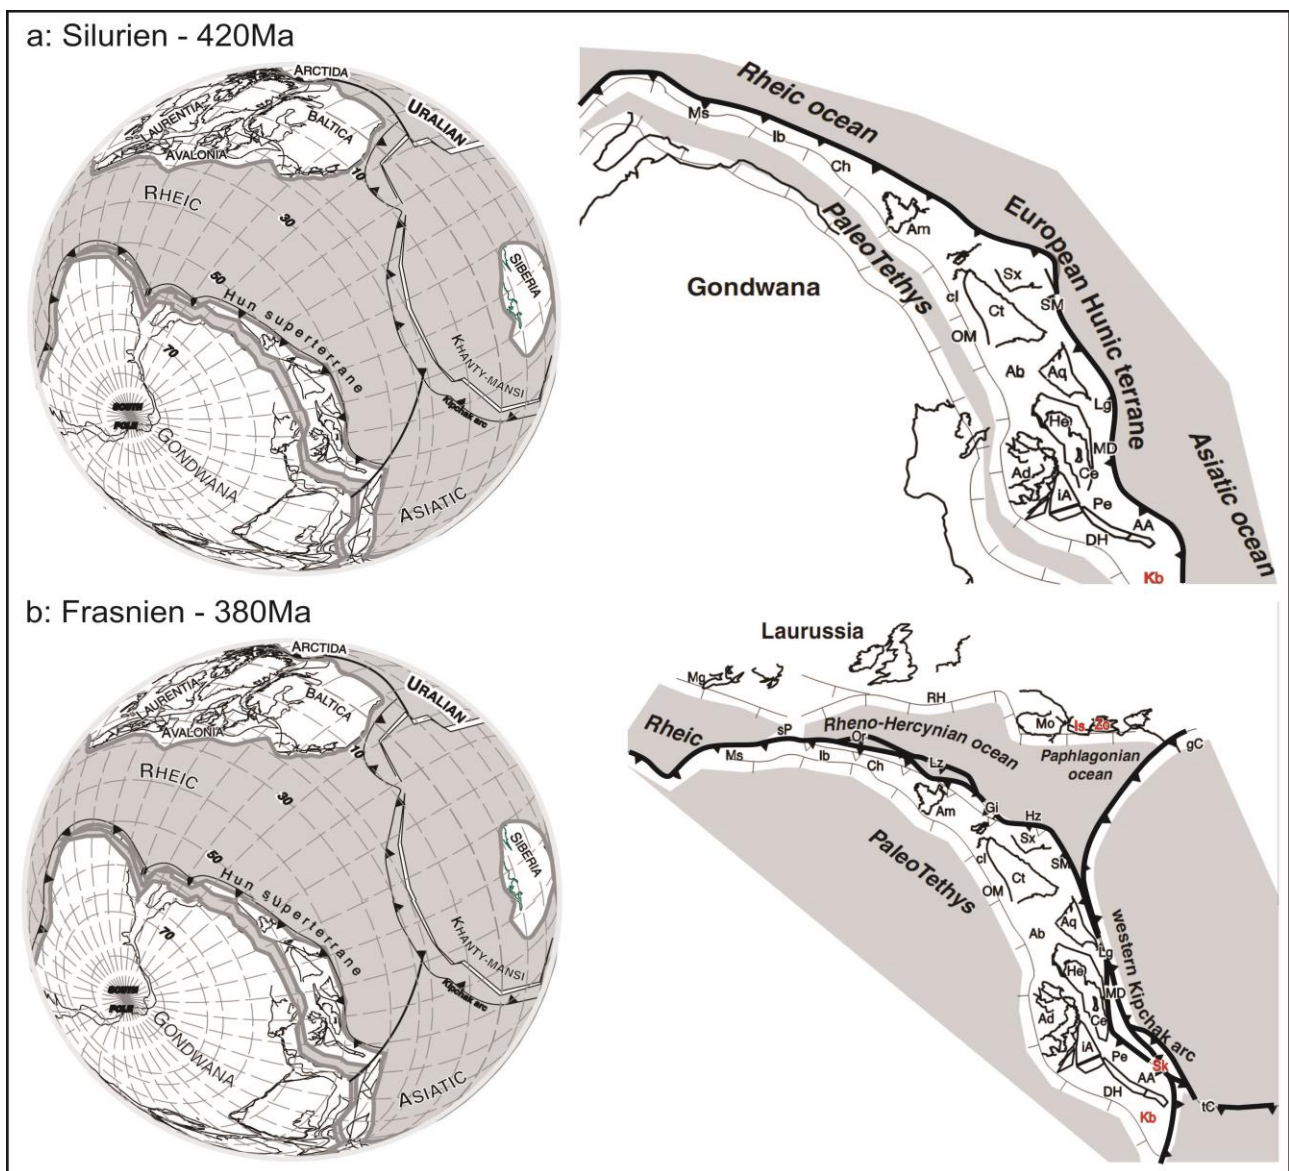 a: Silurien - 420Ma
ARCTIDA
LAURENTIA
BALTICA
URALIAN
AVALONIA
10
RHEIC
30
SIBERIA
50
Hun superterrane
70
KHANTY-MANSI
Kipchak arc
SOUTH
POLE
GONDWANA
ASIATIC
Rheic ocean
Ms
Ib
Ch
Am
PaleoTethys
European Hunic terrane
Gondwana
Sx
cl
Ct
SM
OM
Ab
Aq
Lg
He
MD
Ad
Ce
iA
Pe
AA
DH
Kb
Asiatic ocean
b: Frasnien - 380Ma
ARCTIDA
LAURENTIA
BALTICA
URALIAN
AVALONIA
10
RHEIC
30
SIBERIA
50
Hun superterrane
70
KHANTY-MANSI
Kipchak arc
SOUTH
POLE
GONDWANA
ASIATIC
Laurussia
Mg
RH
Mo
Is
Zo
Rheic
sP
Rheno-Hercynian ocean
Or
Paphlagonian
ocean
gC
Ms
Ib
Ch
Lz
Am
Gi
Hz
PaleoTethys
Sx
cl
Ct
SM
OM
Ab
Aq
Lg
western Kipchak arc
He
MD
Ad
Ce
iA
Pe
Sk
AA
DH
tC
Kb